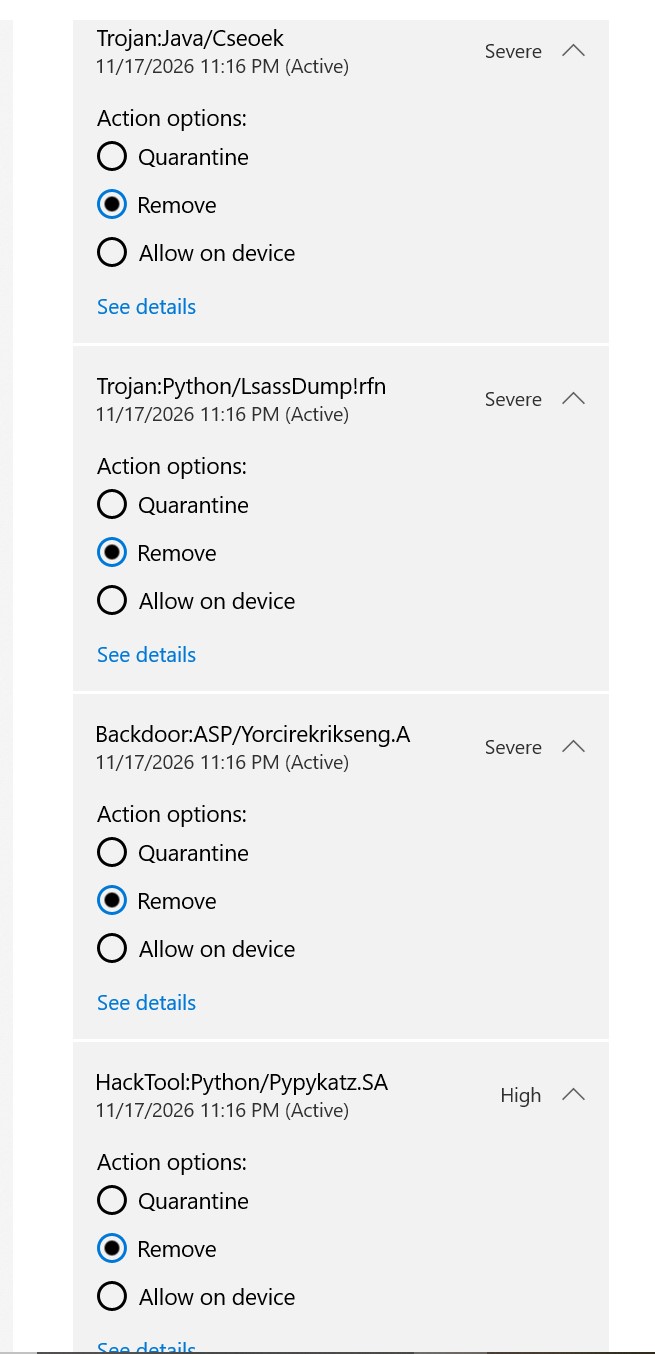 Trojan:Java/Cseoek
Severe
11/17/2026 11:16 PM (Active)
Action options:
Quarantine
Remove
Allow on device
See details
Trojan:Python/LsassDump!rfn
Severe
11/17/2026 11:16 PM (Active)
Action options:
Quarantine
Remove
Allow on device
See details
Backdoor:ASP/Yorcirekrikseng.A
Severe
11/17/2026 11:16 PM (Active)
Action options:
Quarantine
Remove
Allow on device
See details
HackTool:Python/Pypykatz.SA
High
11/17/2026 11:16 PM (Active)
Action options:
Quarantine
Remove
Allow on device
See details